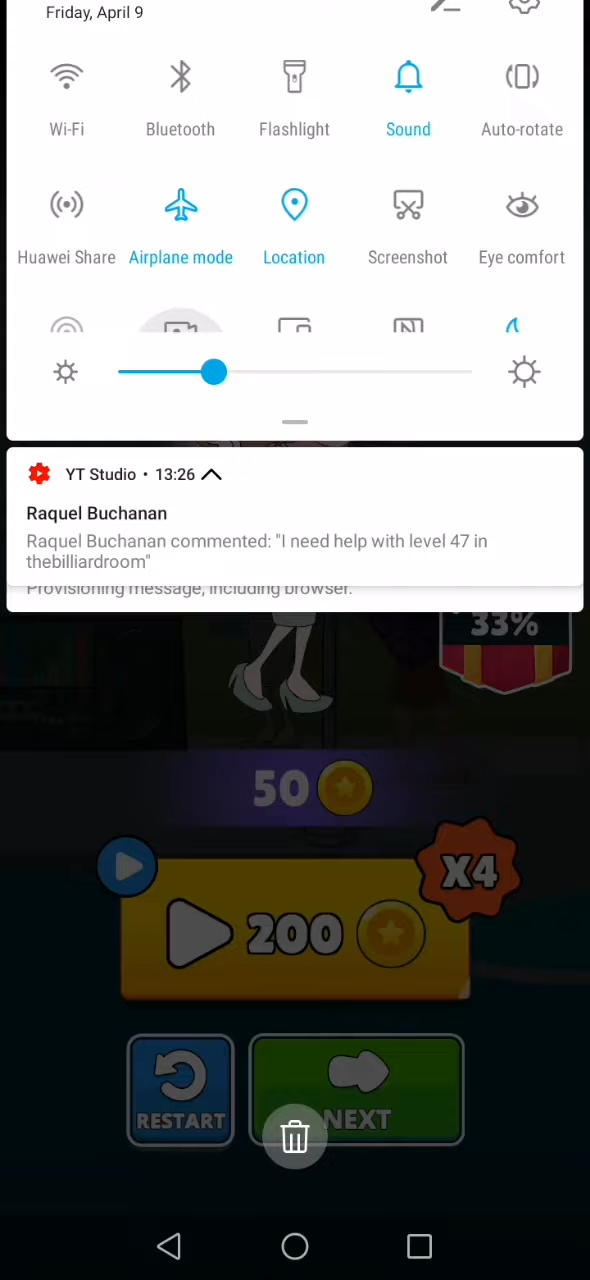 Friday, April 9
Wi-Fi
Bluetooth
Flashlight
Sound
Auto-rotate
Huawei Share
Airplane mode
Location
Screenshot
Eye comfort
YT Studio • 13:26
Raquel Buchanan
Raquel Buchanan commented: "I need help with level 47 in
thebilliardroom"
Provisioning message, including browser.
33%
50
X4
200
RESTART
NEXT